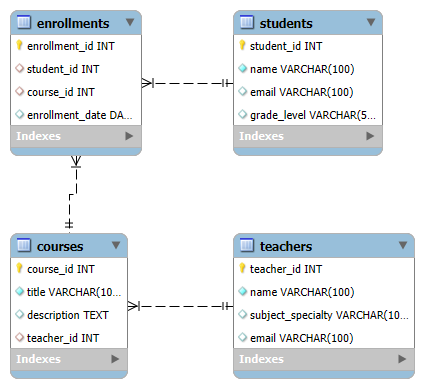 enrollments
enrollment_id INT
student_id INT
course_id INT
enrollment_date DA...
Indexes
students
student_id INT
name VARCHAR(100)
email VARCHAR(100)
grade_level VARCHAR(5...
Indexes
courses
course_id INT
title VARCHAR(10...
description TEXT
teacher_id INT
Indexes
teachers
teacher_id INT
name VARCHAR(100)
subject_specialty VARCHAR(10...
email VARCHAR(100)
Indexes